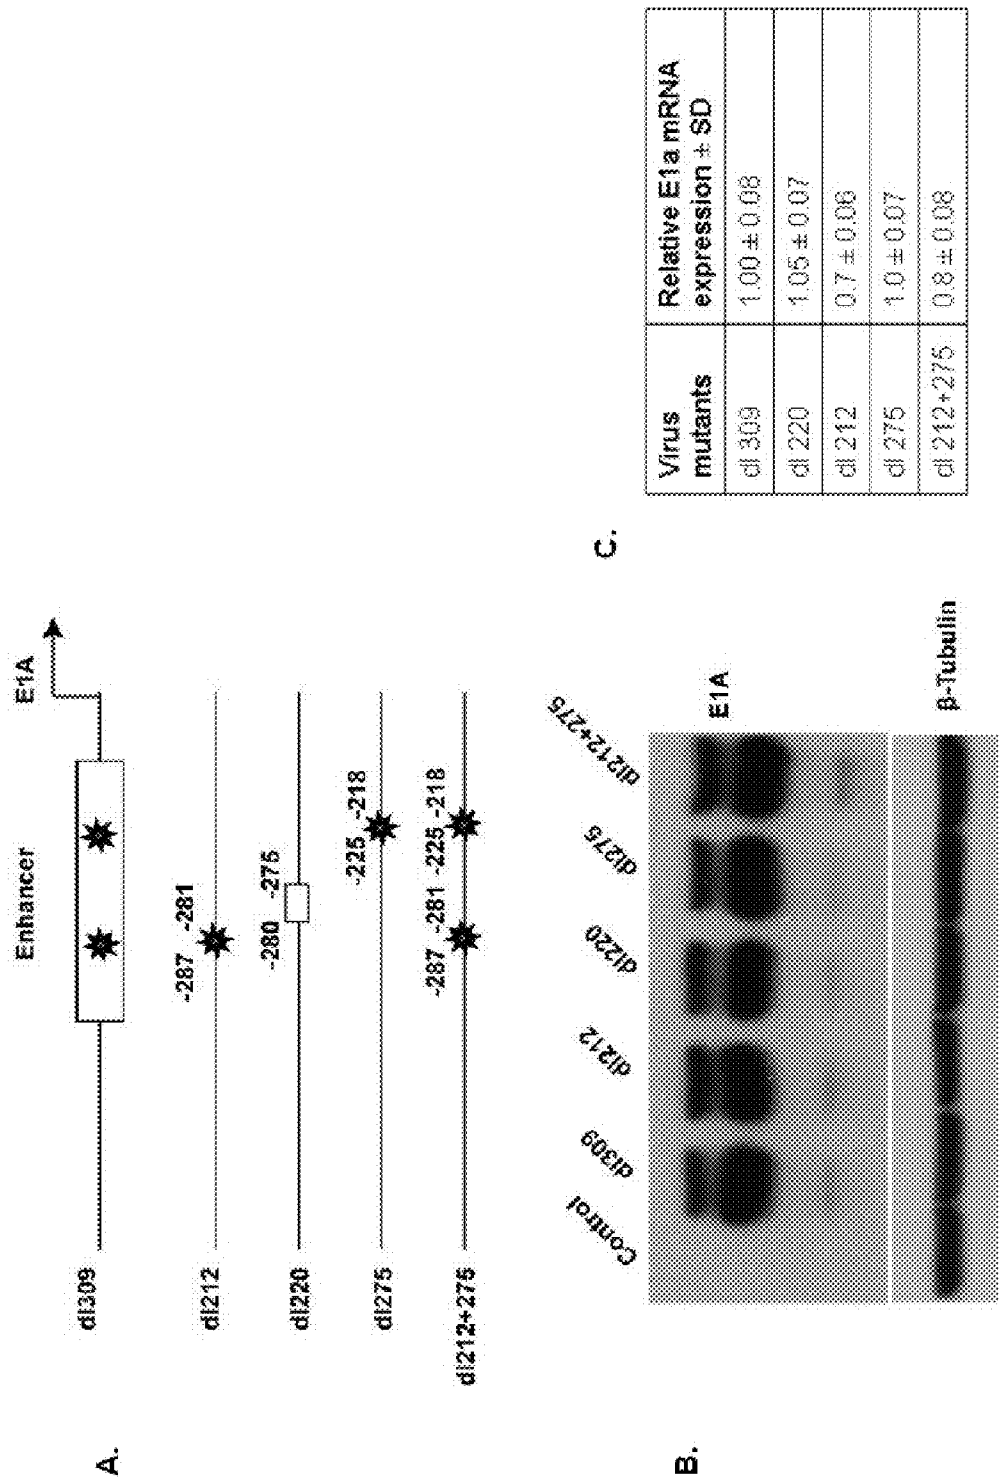 A.
Enhancer
E1A
dl309
-287 -281
dl212
-280 -275
dl220
-225 -218
dl275
-287 -281 -225 -218
dl212+275
B.
Control dl309 dl212 dl220 dl275 dl212+275
E1A
β-Tubulin
C.
Virus mutants Relative E1a mRNA expression ± SD
dl 309 1.00 ± 0.08
dl 220 1.05 ± 0.07
dl 212 0.7 ± 0.06
dl 275 1.0 ± 0.07
dl 212+275 0.8 ± 0.08